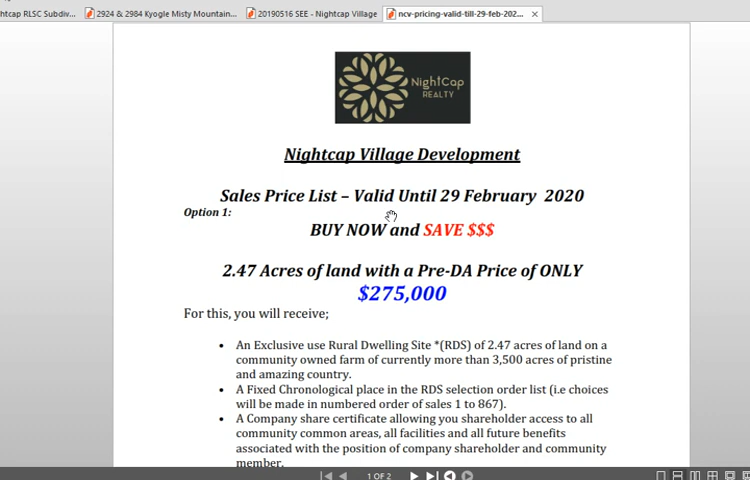 htcap RLSC Subdiv...
2924 & 2984 Kyogle Misty Mountain...
20190516 SEE - Nightcap Village
ncv-pricing-valid-till-29-feb-202...
NightCap
REALTY
Nightcap Village Development
Sales Price List – Valid Until 29 February 2020
Option 1:
BUY NOW and SAVE $$$
2.47 Acres of land with a Pre-DA Price of ONLY
$275,000
For this, you will receive;
• An Exclusive use Rural Dwelling Site *(RDS) of 2.47 acres of land on a
community owned farm of currently more than 3,500 acres of pristine
and amazing country.
• A Fixed Chronological place in the RDS selection order list (i.e choices
will be made in numbered order of sales 1 to 867).
• A Company share certificate allowing you shareholder access to all
community common areas, all facilities and all future benefits
associated with the position of company shareholder and community
member.
1 OF 2